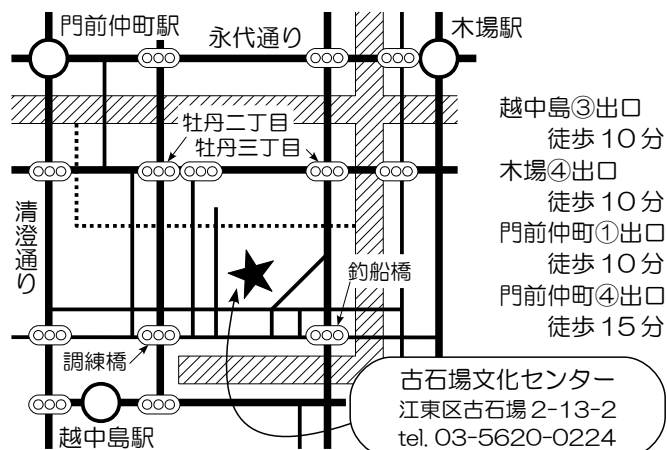 門前仲町駅
永代通り
木場駅
牡丹二丁目
牡丹三丁目
清澄通り
釣船橋
調練橋
越中島駅
越中島③出口
徒歩10分
木場④出口
徒歩10分
門前仲町①出口
徒歩10分
門前仲町④出口
徒歩15分
古石場文化センター
江東区古石場2-13-2
tel. 03-5620-0224